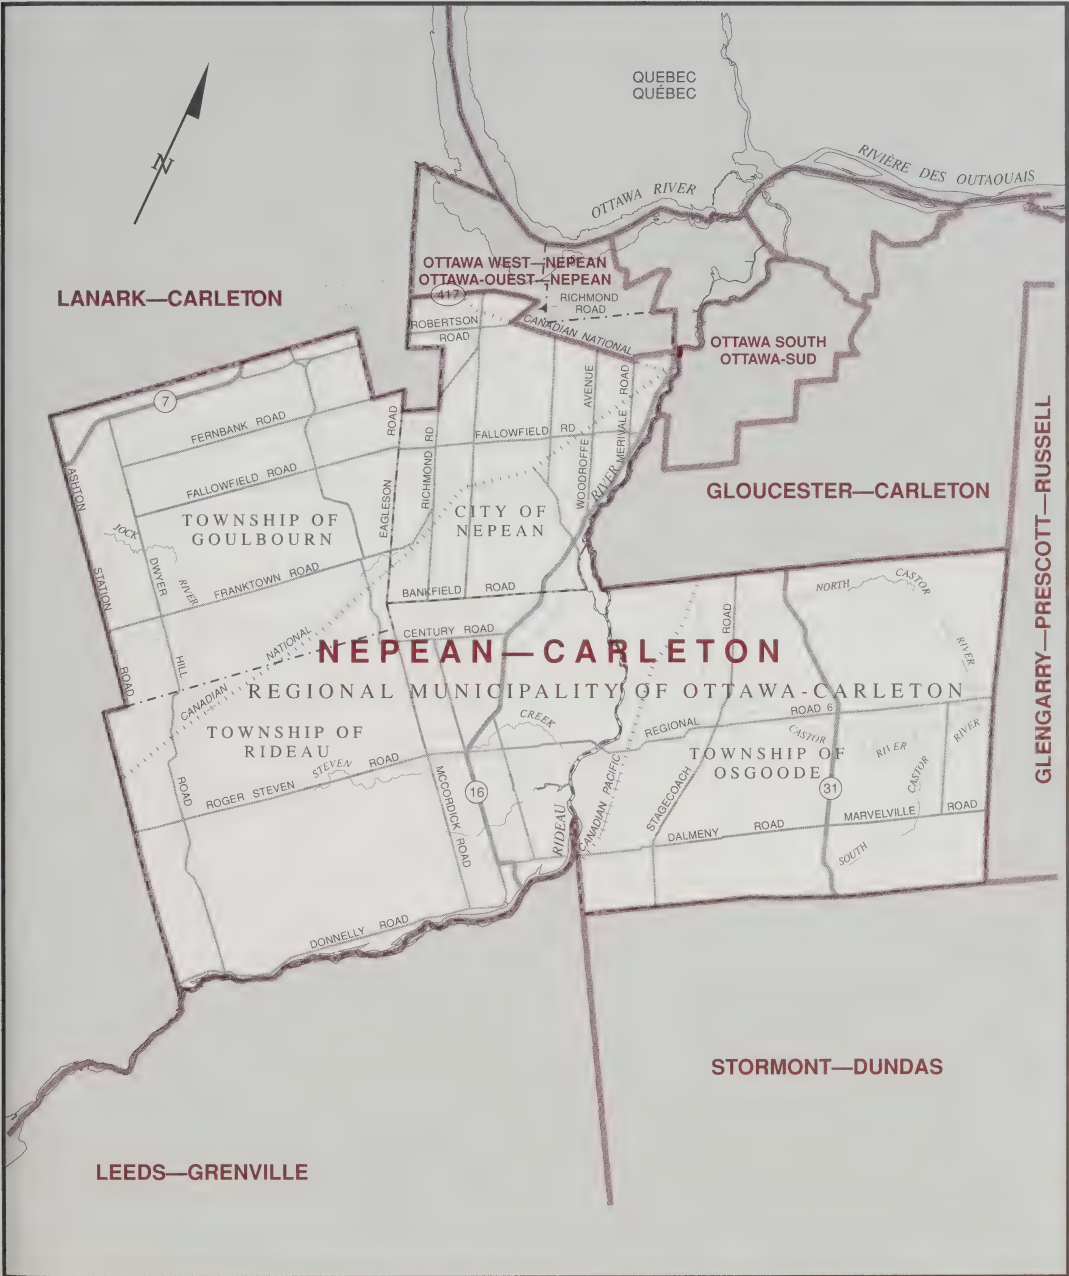 QUEBEC
QUÉBEC
RIVIÈRE DES OUTAOUAIS
OTTAWA RIVER
N
OTTAWA WEST—NEPEAN
OTTAWA-OUEST—NEPEAN
LANARK—CARLETON
417
RICHMOND
ROAD
ROBERTSON
ROAD
CANADIAN NATIONAL
OTTAWA SOUTH
OTTAWA-SUD
7
FERNBANK ROAD
EAGLESON ROAD
RICHMOND RD
FALLOWFIELD RD
WOODROFFE AVENUE
MERIVALE ROAD
RIVER
GLENGARRY—PRESCOTT—RUSSELL
FALLOWFIELD ROAD
ASHTON STATION ROAD
GLOUCESTER—CARLETON
TOWNSHIP OF
GOULBOURN
CITY OF
NEPEAN
JOCK RIVER
DWYER HILL ROAD
FRANKTOWN ROAD
BANKFIELD ROAD
NORTH CASTOR RIVER
ROAD
CENTURY ROAD
CANADIAN NATIONAL
NEPEAN—CARLETON
REGIONAL MUNICIPALITY OF OTTAWA-CARLETON
CREEK
REGIONAL ROAD 6
TOWNSHIP OF
RIDEAU
CASTOR RIVER
RIVER
TOWNSHIP OF
OSGOODE
STEVEN
ROGER STEVEN ROAD
MCCORDICK ROAD
16
31
CANADIAN PACIFIC
STAGECOACH
CASTOR
RIDEAU
DALMENY ROAD
MARVELVILLE ROAD
SOUTH
DONNELLY ROAD
STORMONT—DUNDAS
LEEDS—GRENVILLE